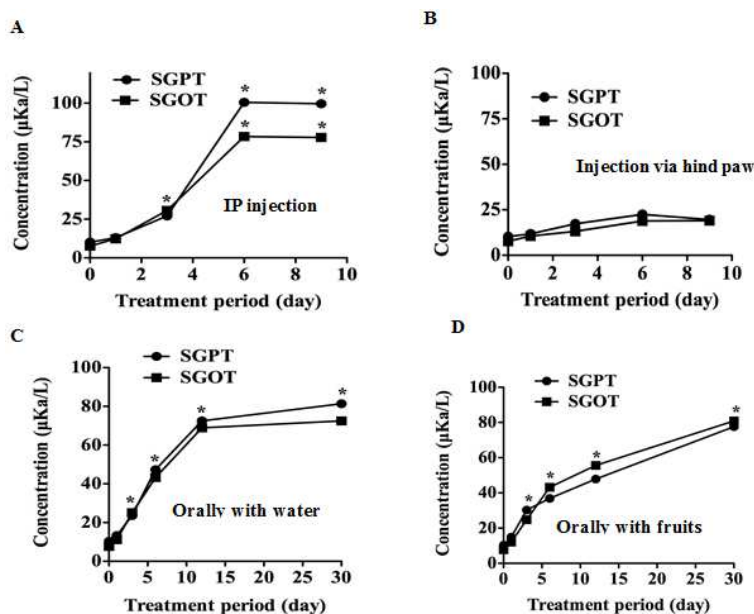 A
SGPT
SGOT
Concentration (μKa/L)
100
75
50
25
0
* * * * *
IP injection
0 2 4 6 8 10
Treatment period (day)
B
SGPT
SGOT
Concentration (μKa/L)
100
75
50
25
0
Injection via hind paw
0 2 4 6 8 10
Treatment period (day)
C
SGPT
SGOT
Concentration (μKa/L)
100
80
60
40
20
0
* * * *
Orally with water
0 5 10 15 20 25 30
Treatment period (day)
D
SGPT
SGOT
Concentration (μKa/L)
100
80
60
40
20
0
* * * *
Orally with fruits
0 5 10 15 20 25 30
Treatment period (day)